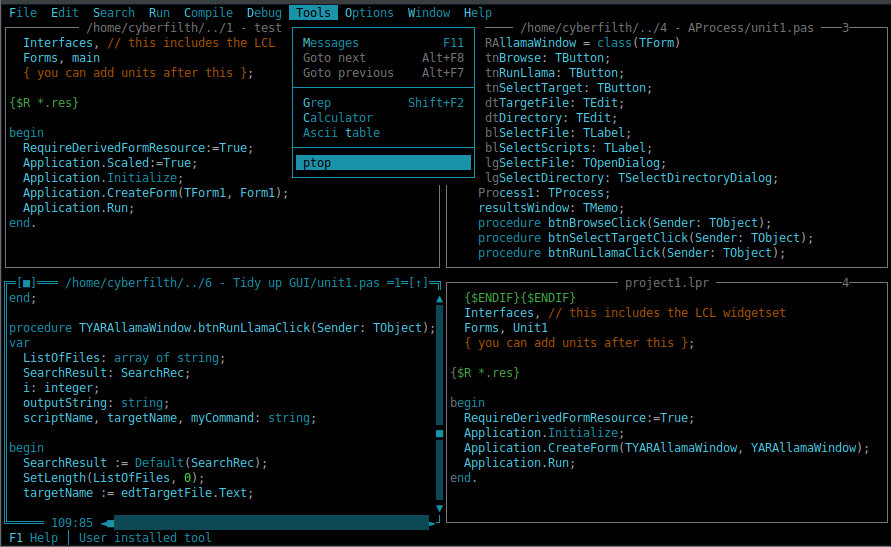 File Edit Search Run Compile Debug Tools Options Window Help
/home/cyberfilth/../1 - test
Interfaces, // this includes the LCL
Forms, main
{ you can add units after this };
{$R *.res}
begin
RequireDerivedFormResource:=True;
Application.Scaled:=True;
Application.Initialize;
Application.CreateForm(TForm1, Form1);
Application.Run;
end.
Messages F11
Goto next Alt+F8
Goto previous Alt+F7
Grep Shift+F2
Calculator
Ascii table
ptop
/home/cyberfilth/../4 - AProcess/unit1.pas 3
RAllamaWindow = class(TForm)
tnBrowse: TButton;
tnRunLlama: TButton;
tnSelectTarget: TButton;
dtTargetFile: TEdit;
dtDirectory: TEdit;
blSelectFile: TLabel;
blSelectScripts: TLabel;
lgSelectFile: TOpenDialog;
lgSelectDirectory: TSelectDirectoryDialog;
Process1: TProcess;
resultsWindow: TMemo;
procedure btnBrowseClick(Sender: TObject);
procedure btnSelectTargetClick(Sender: TObject);
procedure btnRunLlamaClick(Sender: TObject);
[■] /home/cyberfilth/../6 - Tidy up GUI/unit1.pas 1=[↑]
end;
procedure TYARAllamaWindow.btnRunLlamaClick(Sender: TObject);
var
ListOfFiles: array of string;
SearchResult: SearchRec;
i: integer;
outputString: string;
scriptName, targetName, myCommand: string;
begin
SearchResult := Default(SearchRec);
SetLength(ListOfFiles, 0);
targetName := edtTargetFile.Text;
109:85
project1.lpr 4
{$ENDIF}{$ENDIF}
Interfaces, // this includes the LCL widgetset
Forms, Unit1
{ you can add units after this };
{$R *.res}
begin
RequireDerivedFormResource:=True;
Application.Initialize;
Application.CreateForm(TYARAllamaWindow, YARAllamaWindow);
Application.Run;
end.
F1 Help | User installed tool